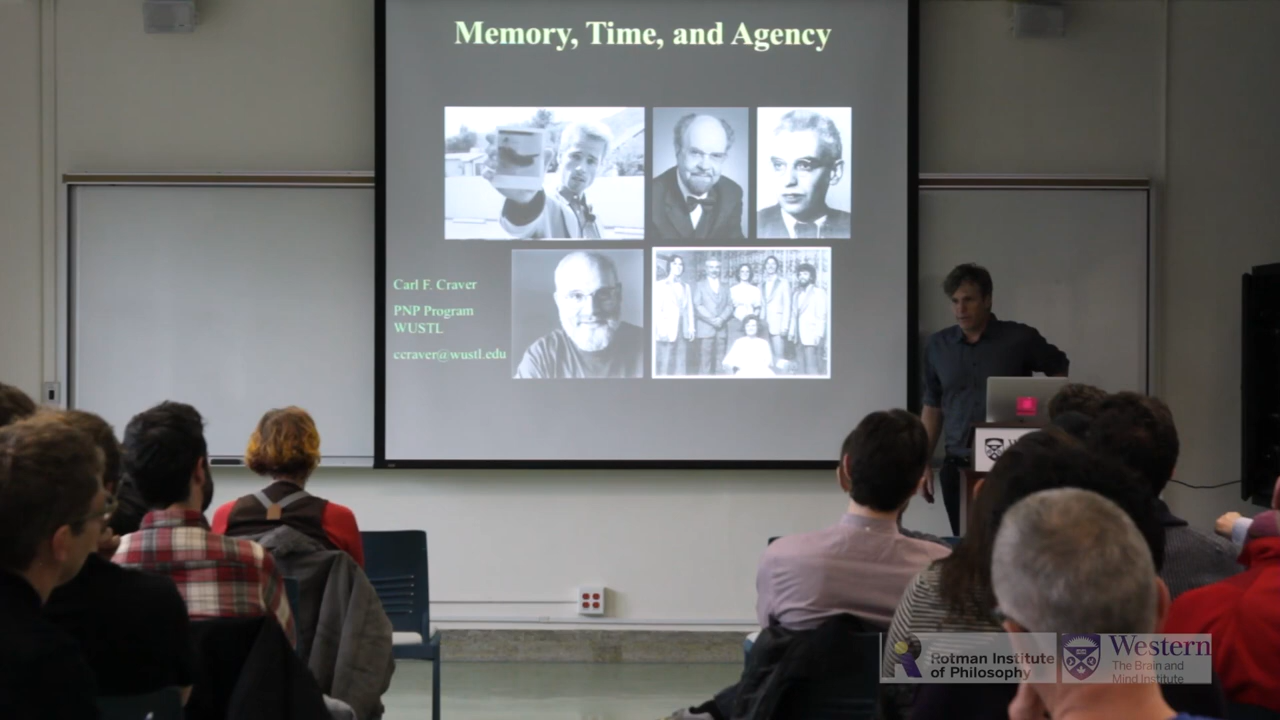 Memory, Time, and Agency
Carl F. Craver
PNP Program
WUSTL
ccraver@wustl.edu
Rotman Institute
of Philosophy
Western
The Brain and
Mind Institute